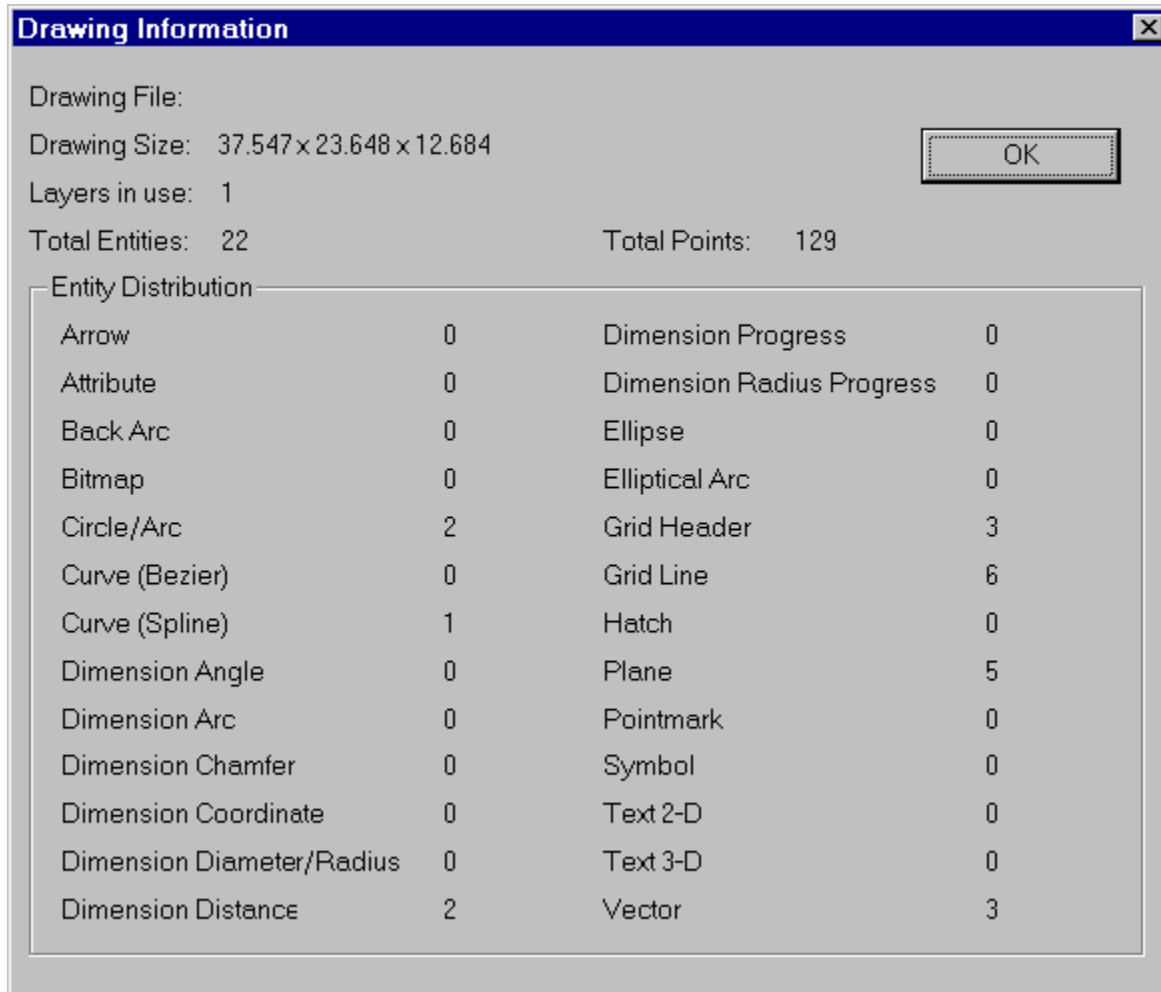 Drawing Information
Drawing File:
Drawing Size: 37.547 x 23.648 x 12.684
OK
Layers in use: 1
Total Entities: 22 Total Points: 129
Entity Distribution
Arrow 0 Dimension Progress 0
Attribute 0 Dimension Radius Progress 0
Back Arc 0 Ellipse 0
Bitmap 0 Elliptical Arc 0
Circle/Arc 2 Grid Header 3
Curve (Bezier) 0 Grid Line 6
Curve (Spline) 1 Hatch 0
Dimension Angle 0 Plane 5
Dimension Arc 0 Pointmark 0
Dimension Chamfer 0 Symbol 0
Dimension Coordinate 0 Text 2-D 0
Dimension Diameter/Radius 0 Text 3-D 0
Dimension Distance 2 Vector 3